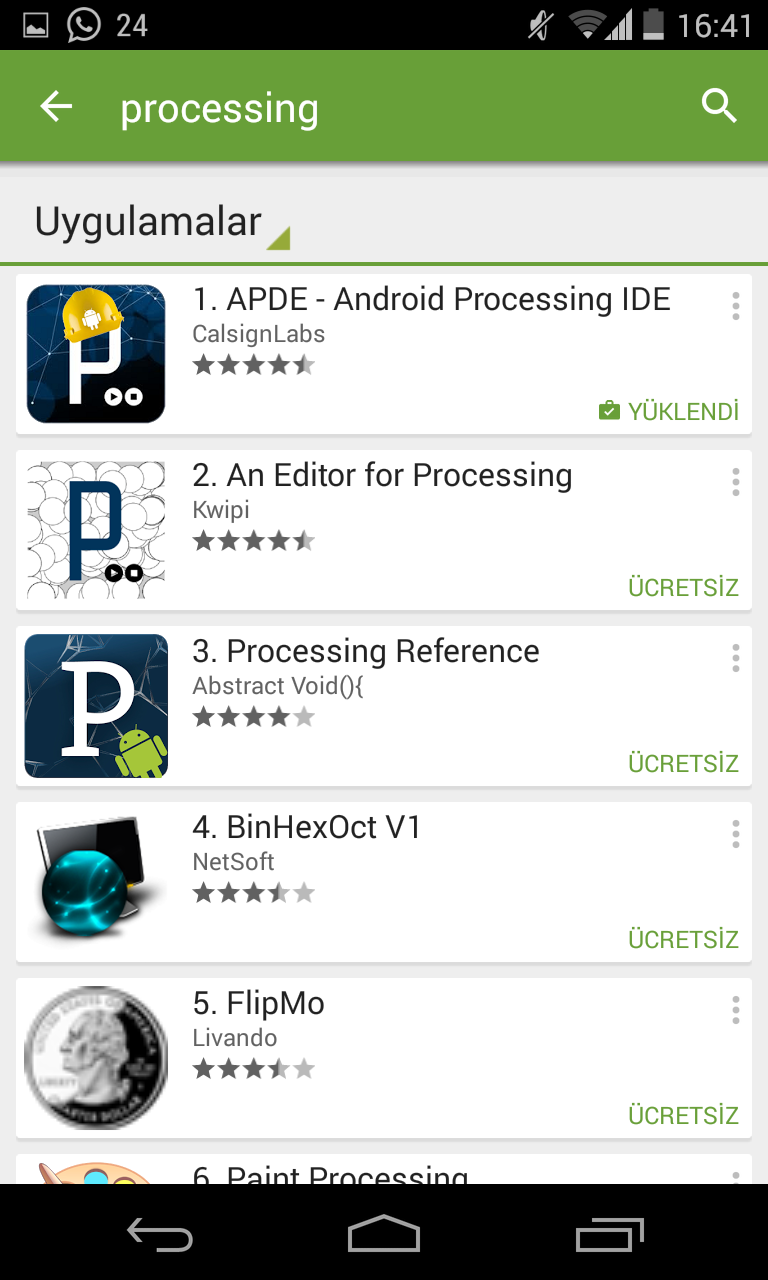 24 16:41
processing
Uygulamalar
1. APDE - Android Processing IDE
CalsignLabs
YÜKLENDİ
2. An Editor for Processing
Kwipi
ÜCRETSİZ
3. Processing Reference
Abstract Void(){
ÜCRETSİZ
4. BinHexOct V1
NetSoft
ÜCRETSİZ
5. FlipMo
Livando
ÜCRETSİZ
6. Paint Processing